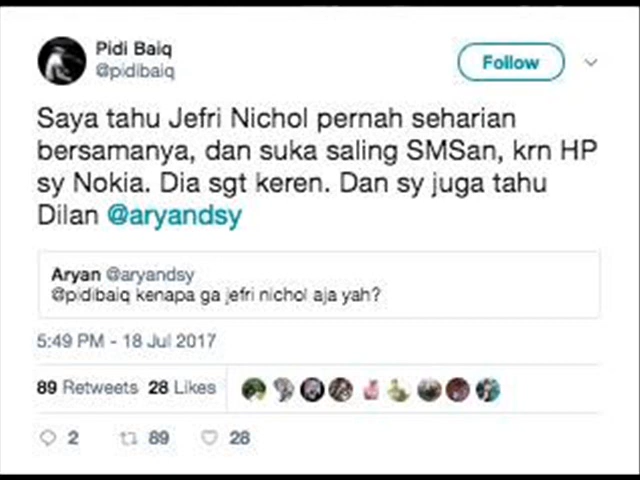 Pidi Baiq
@pidibaiq
Follow
Saya tahu Jefri Nichol pernah seharian
bersamanya, dan suka saling SMSan, krn HP
sy Nokia. Dia sgt keren. Dan sy juga tahu
Dilan @aryandsy
Aryan @aryandsy
@pidibaiq kenapa ga jefri nichol aja yah?
5:49 PM - 18 Jul 2017
89 Retweets 28 Likes
2 89 28